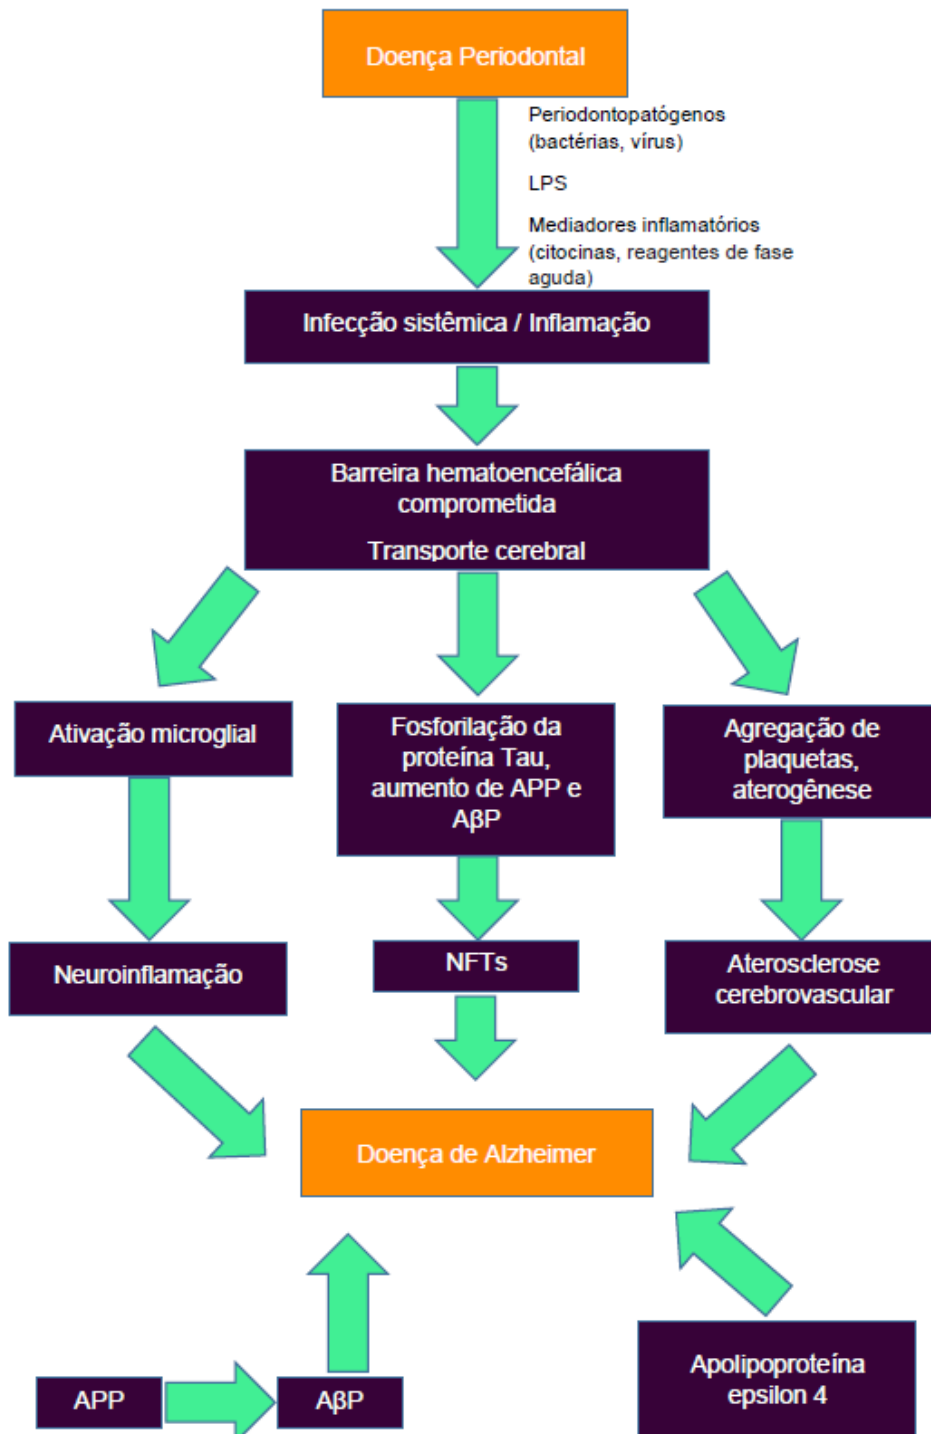 Doença Periodontal
Periodontopatógenos
(bactérias, vírus)
LPS
Mediadores inflamatórios
(citocinas, reagentes de fase
aguda)
Infecção sistêmica / Inflamação
Barreira hematoencefálica
comprometida
Transporte cerebral
Ativação microglial
Fosforilação da
proteína Tau,
aumento de APP e
AβP
Agregação de
plaquetas,
aterogênese
Neuroinflamação
NFTs
Aterosclerose
cerebrovascular
Doença de Alzheimer
APP
AβP
Apolipoproteína
epsilon 4